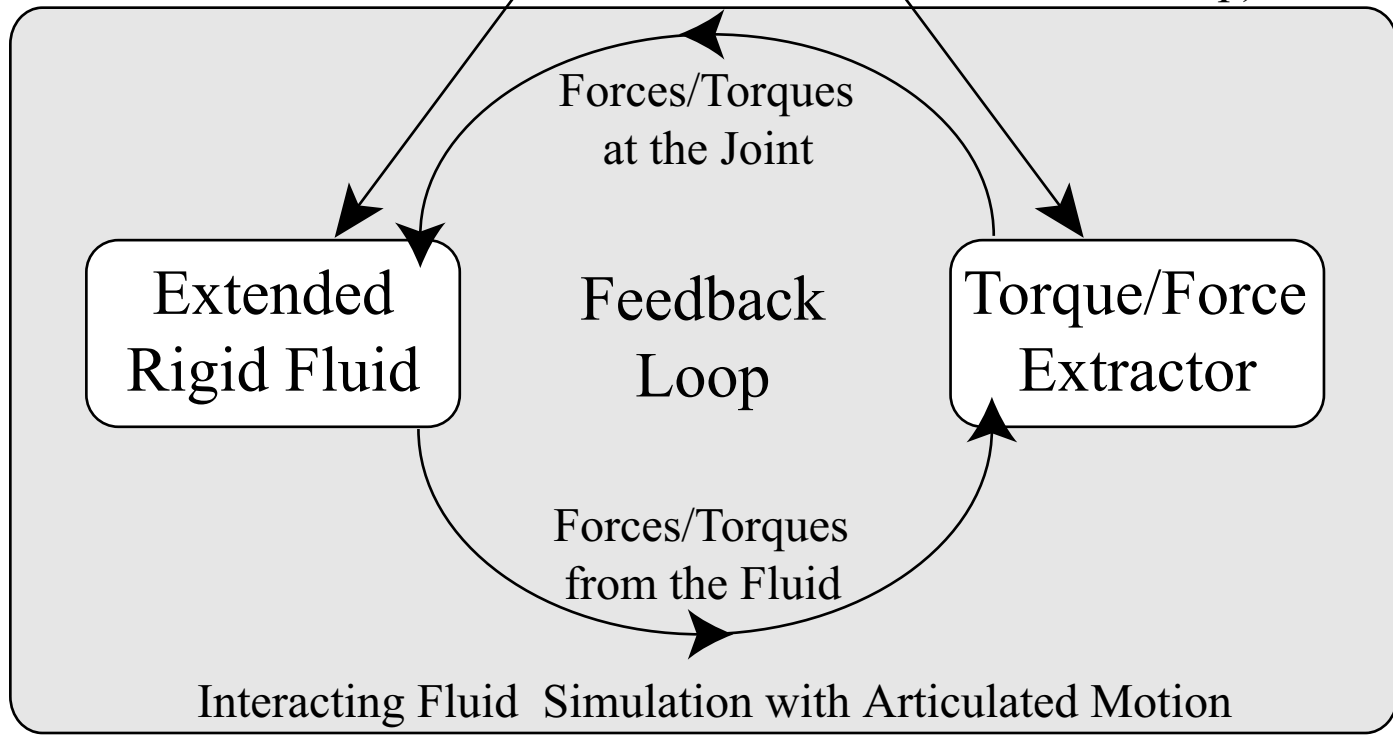 Forces/Torques
at the Joint
Extended
Rigid Fluid
Feedback
Loop
Torque/Force
Extractor
Forces/Torques
from the Fluid
Interacting Fluid  Simulation with Articulated Motion